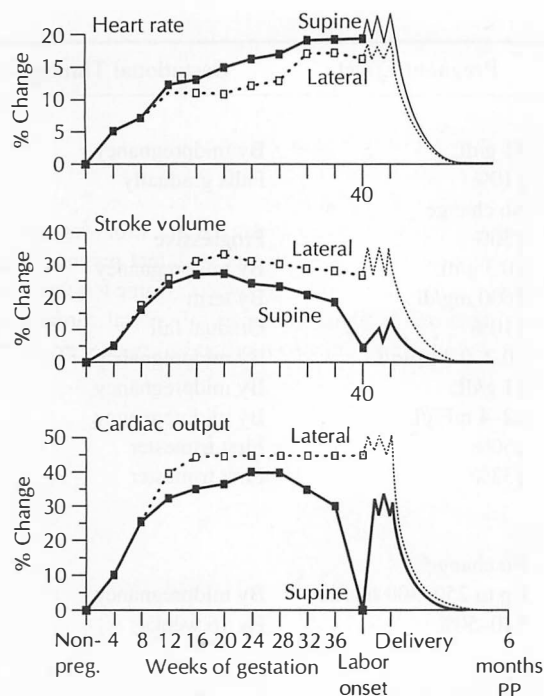 Heart rate
Supine
Lateral
% Change
20
15
10
5
0
40
Stroke volume
Lateral
Supine
% Change
40
30
20
10
0
40
Cardiac output
Lateral
Supine
% Change
50
40
30
20
10
0
Non-
preg.
4 8 12 16 20 24 28 32 36
Weeks of gestation
Labor
onset
Delivery
6
months
PP